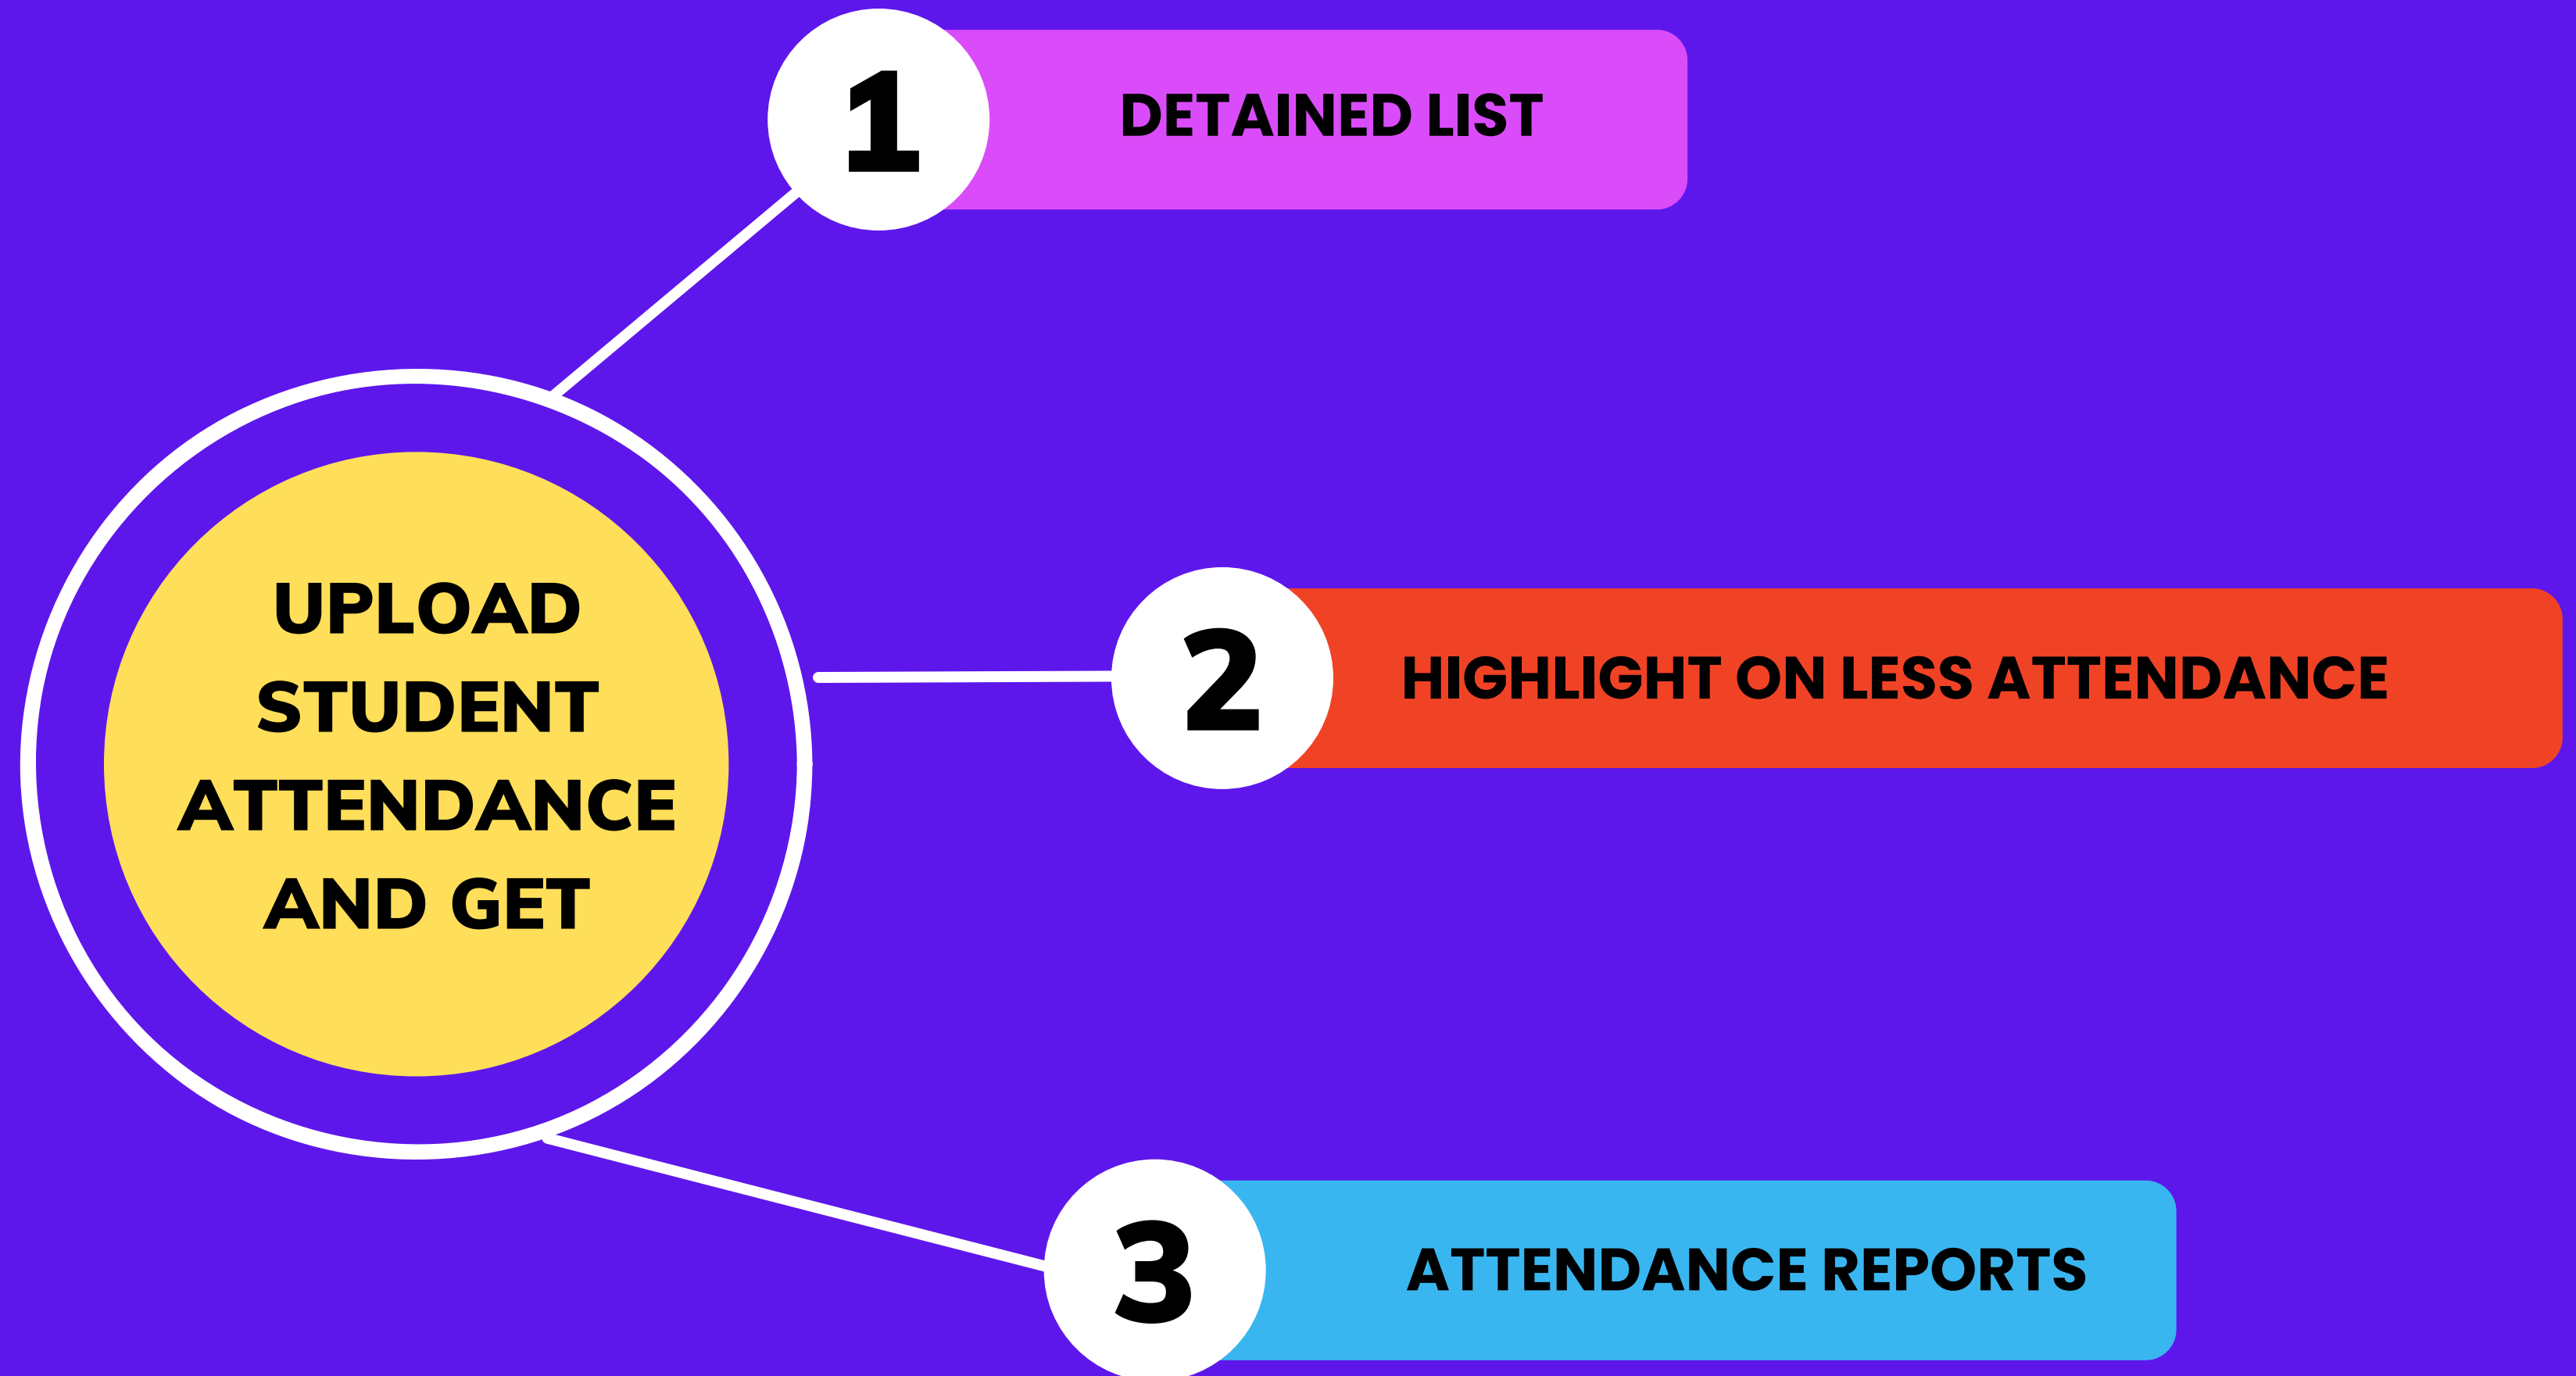 UPLOAD
STUDENT
ATTENDANCE
AND GET
1
DETAINED LIST
2
HIGHLIGHT ON LESS ATTENDANCE
3
ATTENDANCE REPORTS